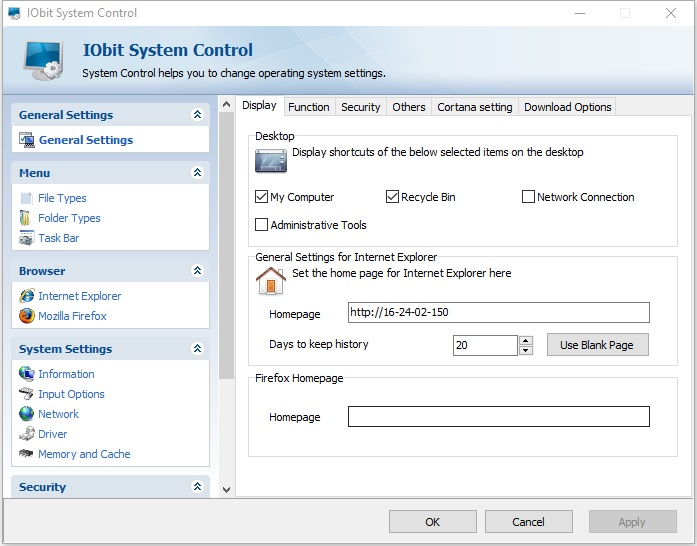 IObit System Control
IObit System Control
System Control helps you to change operating system settings.
General Settings
General Settings
Menu
File Types
Folder Types
Task Bar
Browser
Internet Explorer
Mozilla Firefox
System Settings
Information
Input Options
Network
Driver
Memory and Cache
Security
Display Function Security Others Cortana setting Download Options
Desktop
Display shortcuts of the below selected items on the desktop
My Computer Recycle Bin Network Connection
Administrative Tools
General Settings for Internet Explorer
Set the home page for Internet Explorer here
Homepage http://16-24-02-150
Days to keep history 20 Use Blank Page
Firefox Homepage
Homepage
OK Cancel Apply